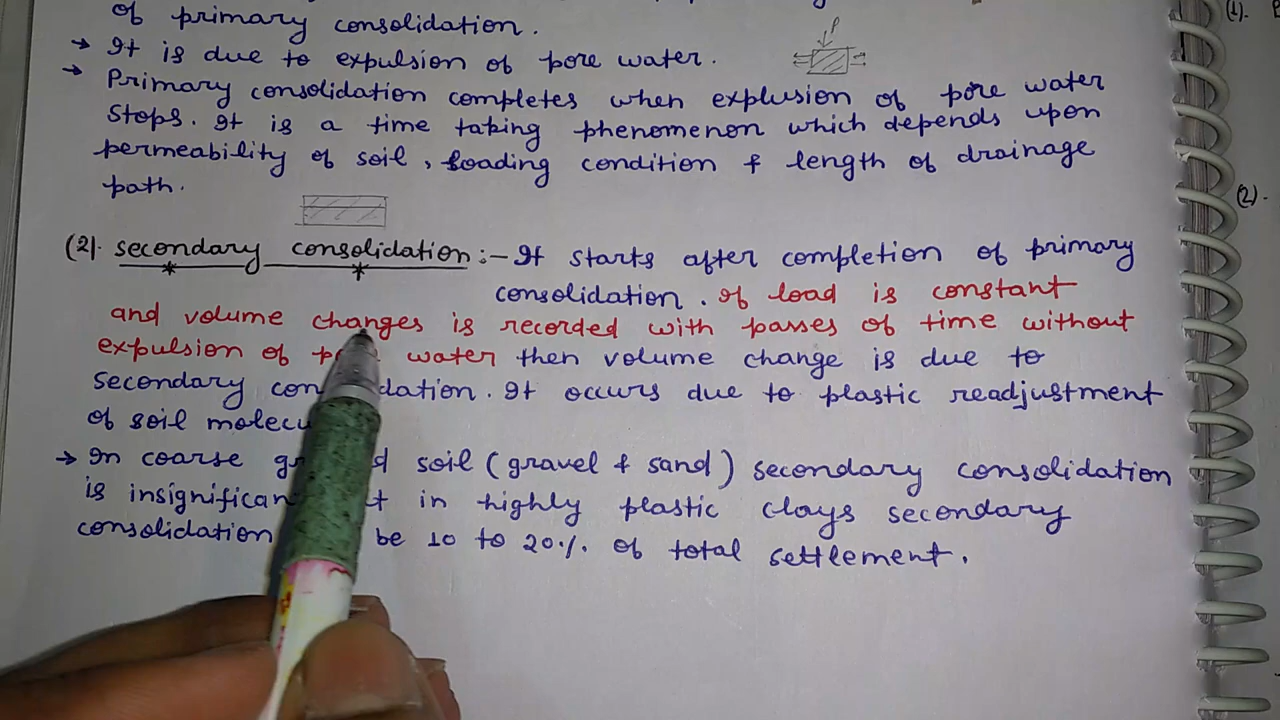 of primary consolidation.
→ It is due to expulsion of pore water.
P
→ Primary consolidation completes when explusion of pore water
stops. It is a time taking phenomenon which depends upon
permeability of soil, loading condition & length of drainage
path.
(2). secondary consolidation :- It starts after completion of primary
consolidation. If load is constant
and volume changes is recorded with passes of time without
expulsion of water then volume change is due to
secondary consolidation. It occurs due to plastic readjustment
of soil
→ In coarse soil (gravel & sand) secondary consolidation
is in highly plastic clays secondary
consolidation be 10 to 20%. of total settlement.
(1).
(2).